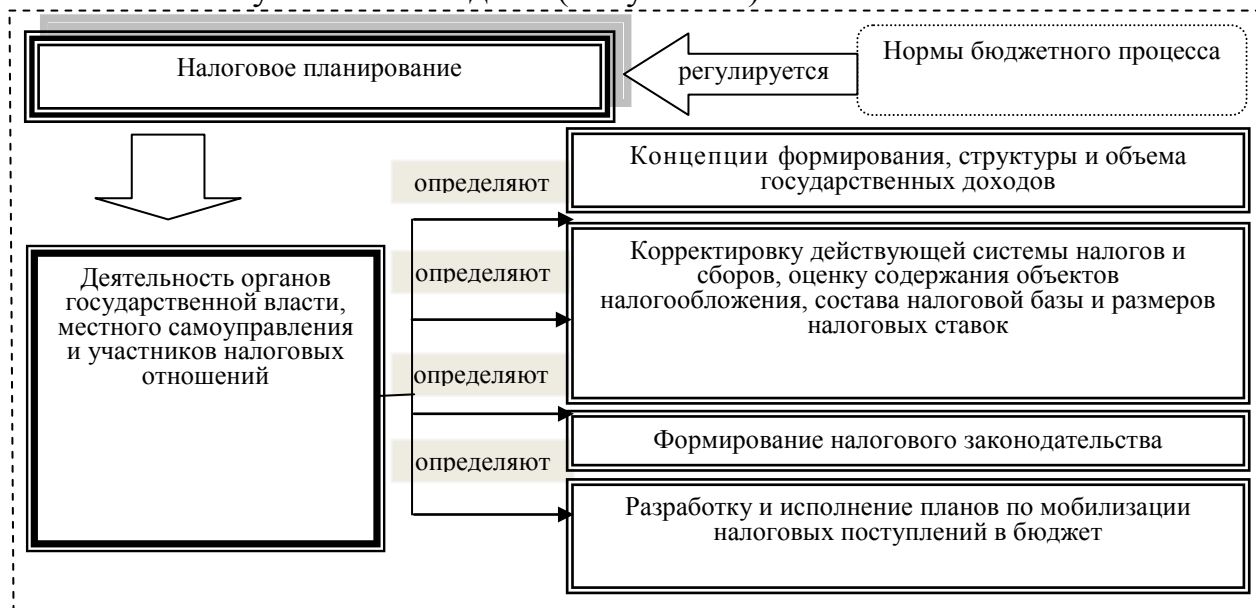 Налоговое планирование
регулируется
Нормы бюджетного процесса
определяют
Концепции формирования, структуры и объема
государственных доходов
Деятельность органов
государственной власти,
местного самоуправления
и участников налоговых
отношений
определяют
Корректировку действующей системы налогов и
сборов, оценку содержания объектов
налогообложения, состава налоговой базы и размеров
налоговых ставок
определяют
Формирование налогового законодательства
определяют
Разработку и исполнение планов по мобилизации
налоговых поступлений в бюджет